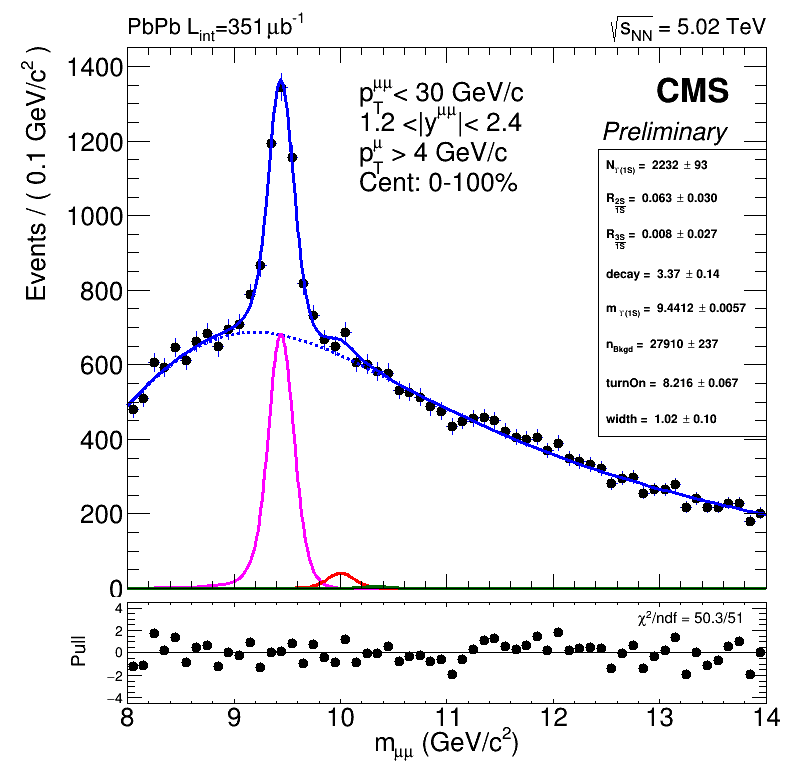 PbPb L_int=351 μb⁻¹
√s_NN = 5.02 TeV
p_T^μμ < 30 GeV/c
1.2 <|y^μμ|< 2.4
p_T^μ > 4 GeV/c
Cent: 0-100%
CMS
Preliminary
N_ϒ(1S) = 2232 ± 93
R_2S/1S = 0.063 ± 0.030
R_3S/1S = 0.008 ± 0.027
decay = 3.37 ± 0.14
m_ϒ(1S) = 9.4412 ± 0.0057
n_Bkgd = 27910 ± 237
turnOn = 8.216 ± 0.067
width = 1.02 ± 0.10
Events / ( 0.1 GeV/c² )
1400
1200
1000
800
600
400
200
0
χ²/ndf = 50.3/51
Pull
4
2
0
−2
−4
8 9 10 11 12 13 14
m_μμ (GeV/c²)